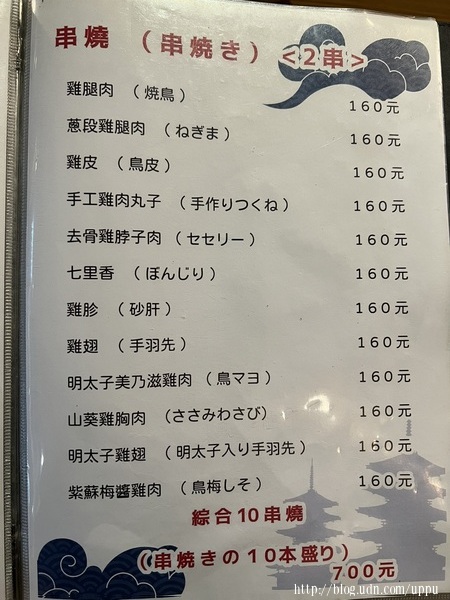 串燒 （串焼き） <2串>
雞腿肉 （焼鳥） 160元
蔥段雞腿肉 （ねぎま） 160元
雞皮 （鳥皮） 160元
手工雞肉丸子 （手作りつくね） 160元
去骨雞脖子肉 （セセリー） 160元
七里香 （ぼんじり） 160元
雞胗 （砂肝） 160元
雞翅 （手羽先） 160元
明太子美乃滋雞肉 （鳥マヨ） 160元
山葵雞胸肉 （ささみわさび） 160元
明太子雞翅 （明太子入り手羽先） 160元
紫蘇梅醬雞肉 （鳥梅しそ） 160元
綜合10串燒
（串焼きの10本盛り）
700元
http://blog.udn.com/uppu